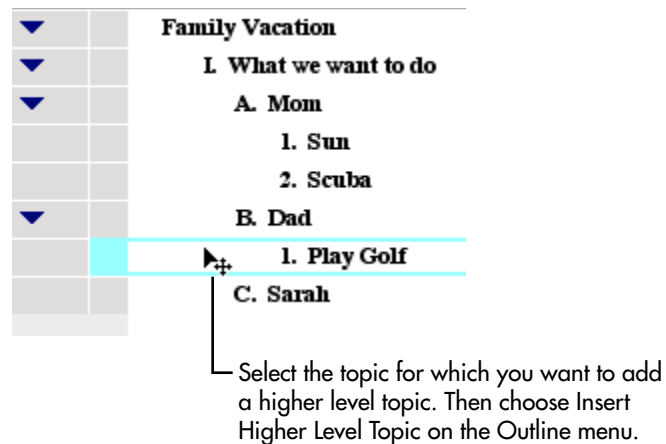 Family Vacation
I. What we want to do
A. Mom
1. Sun
2. Scuba
B. Dad
1. Play Golf
C. Sarah
Select the topic for which you want to add
a higher level topic. Then choose Insert
Higher Level Topic on the Outline menu.